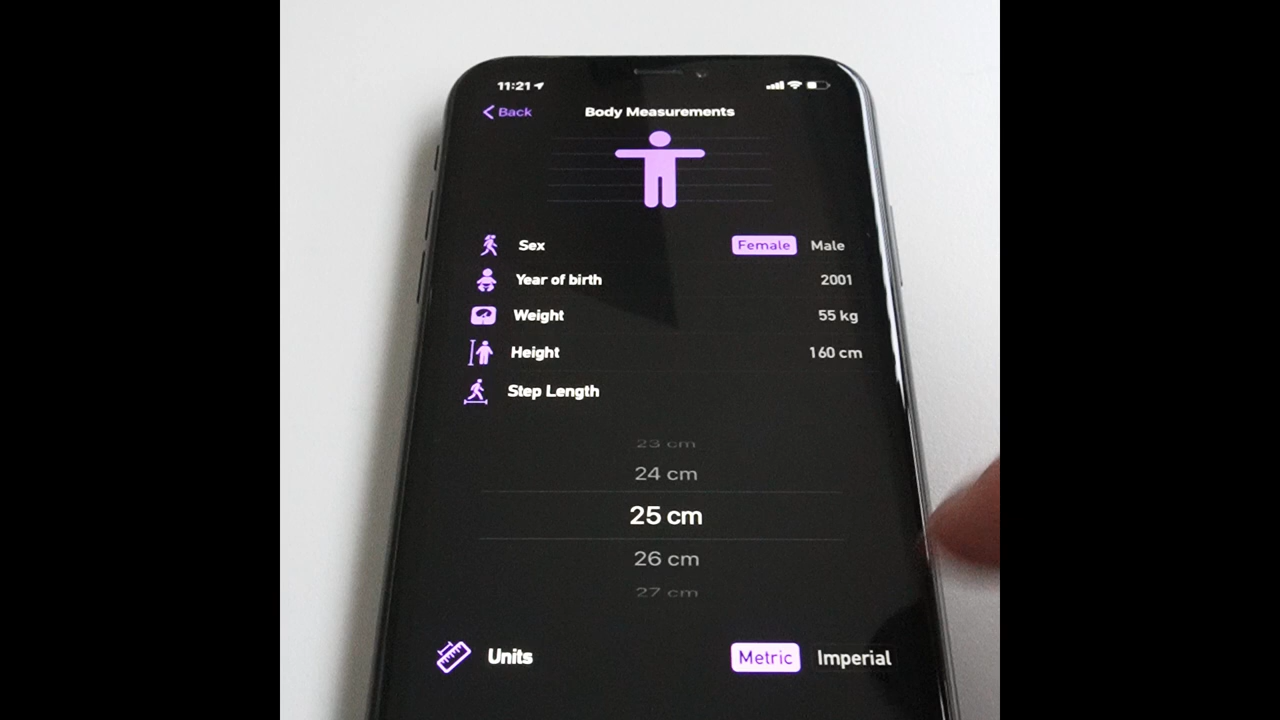 11:21
Back
Body Measurements
Sex Female Male
Year of birth 2001
Weight 55 kg
Height 160 cm
Step Length
23 cm
24 cm
25 cm
26 cm
27 cm
Units Metric Imperial